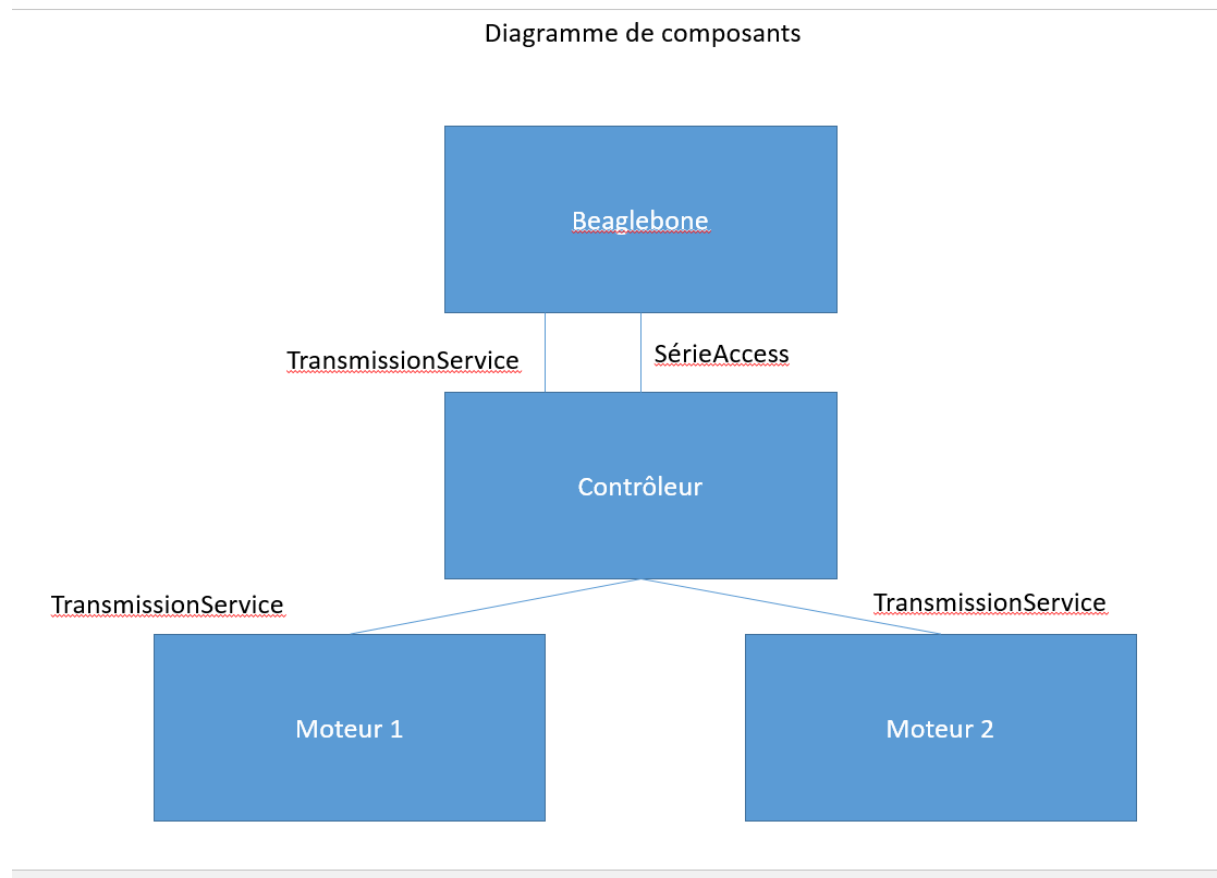 Diagramme de composants
Beaglebone
TransmissionService
SérieAccess
Contrôleur
TransmissionService
TransmissionService
Moteur 1
Moteur 2